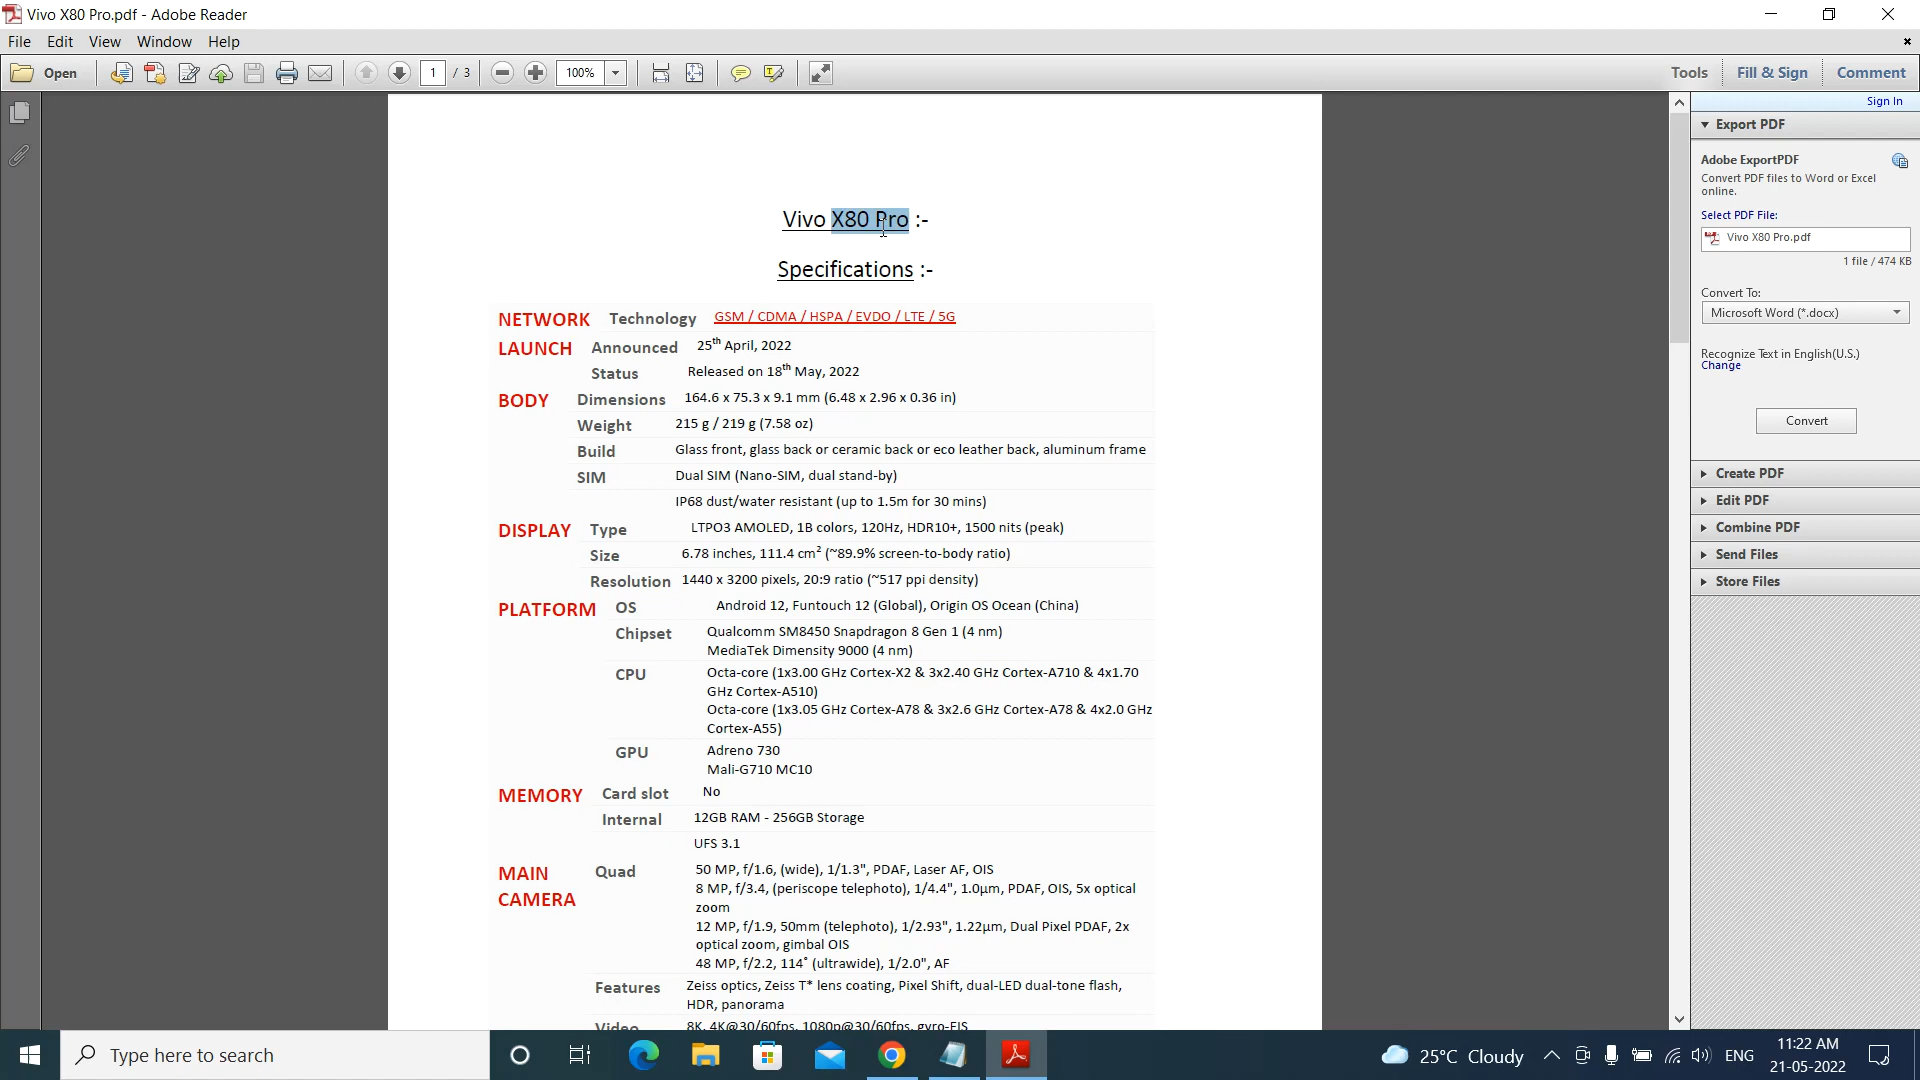 Vivo X80 Pro.pdf - Adobe Reader
File Edit View Window Help
Open 1 / 3 100% Tools Fill & Sign Comment
Sign In
Export PDF
Adobe ExportPDF
Convert PDF files to Word or Excel
online.
Select PDF File:
Vivo X80 Pro.pdf
1 file / 474 KB
Convert To:
Microsoft Word (*.docx)
Recognize Text in English(U.S.)
Change
Convert
Create PDF
Edit PDF
Combine PDF
Send Files
Store Files
Vivo X80 Pro :-
Specifications :-
NETWORK Technology GSM / CDMA / HSPA / EVDO / LTE / 5G
LAUNCH Announced 25th April, 2022
Status Released on 18th May, 2022
BODY Dimensions 164.6 x 75.3 x 9.1 mm (6.48 x 2.96 x 0.36 in)
Weight 215 g / 219 g (7.58 oz)
Build Glass front, glass back or ceramic back or eco leather back, aluminum frame
SIM Dual SIM (Nano-SIM, dual stand-by)
IP68 dust/water resistant (up to 1.5m for 30 mins)
DISPLAY Type LTPO3 AMOLED, 1B colors, 120Hz, HDR10+, 1500 nits (peak)
Size 6.78 inches, 111.4 cm2 (~89.9% screen-to-body ratio)
Resolution 1440 x 3200 pixels, 20:9 ratio (~517 ppi density)
PLATFORM OS Android 12, Funtouch 12 (Global), Origin OS Ocean (China)
Chipset Qualcomm SM8450 Snapdragon 8 Gen 1 (4 nm)
MediaTek Dimensity 9000 (4 nm)
CPU Octa-core (1x3.00 GHz Cortex-X2 & 3x2.40 GHz Cortex-A710 & 4x1.70
GHz Cortex-A510)
Octa-core (1x3.05 GHz Cortex-A78 & 3x2.6 GHz Cortex-A78 & 4x2.0 GHz
Cortex-A55)
GPU Adreno 730
Mali-G710 MC10
MEMORY Card slot No
Internal 12GB RAM - 256GB Storage
UFS 3.1
MAIN CAMERA Quad 50 MP, f/1.6, (wide), 1/1.3", PDAF, Laser AF, OIS
8 MP, f/3.4, (periscope telephoto), 1/4.4", 1.0µm, PDAF, OIS, 5x optical
zoom
12 MP, f/1.9, 50mm (telephoto), 1/2.93", 1.22µm, Dual Pixel PDAF, 2x
optical zoom, gimbal OIS
48 MP, f/2.2, 114˚ (ultrawide), 1/2.0", AF
Features Zeiss optics, Zeiss T* lens coating, Pixel Shift, dual-LED dual-tone flash,
HDR, panorama
Video 8K, 4K@30/60fps, 1080p@30/60fps, gyro-EIS
Type here to search
25°C Cloudy
ENG
11:22 AM
21-05-2022